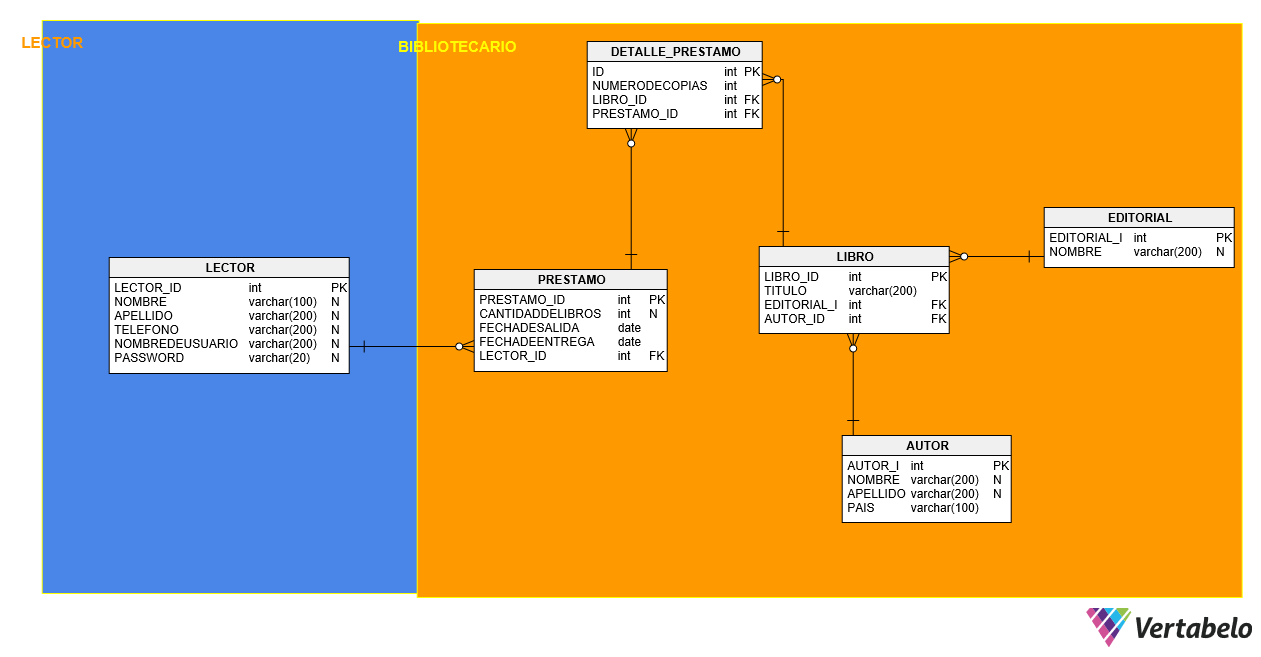 LECTOR
BIBLIOTECARIO
DETALLE_PRESTAMO
ID int PK
NUMERODECOPIAS int
LIBRO_ID int FK
PRESTAMO_ID int FK
EDITORIAL
EDITORIAL_I int PK
NOMBRE varchar(200) N
LIBRO
LIBRO_ID int PK
TITULO varchar(200)
EDITORIAL_I int FK
AUTOR_ID int FK
LECTOR
LECTOR_ID int PK
NOMBRE varchar(100) N
APELLIDO varchar(200) N
TELEFONO varchar(200) N
NOMBREDEUSUARIO varchar(200) N
PASSWORD varchar(20) N
PRESTAMO
PRESTAMO_ID int PK
CANTIDADDELIBROS int N
FECHADESALIDA date
FECHADEENTREGA date
LECTOR_ID int FK
AUTOR
AUTOR_I int PK
NOMBRE varchar(200) N
APELLIDO varchar(200) N
PAIS varchar(100)
Vertabelo